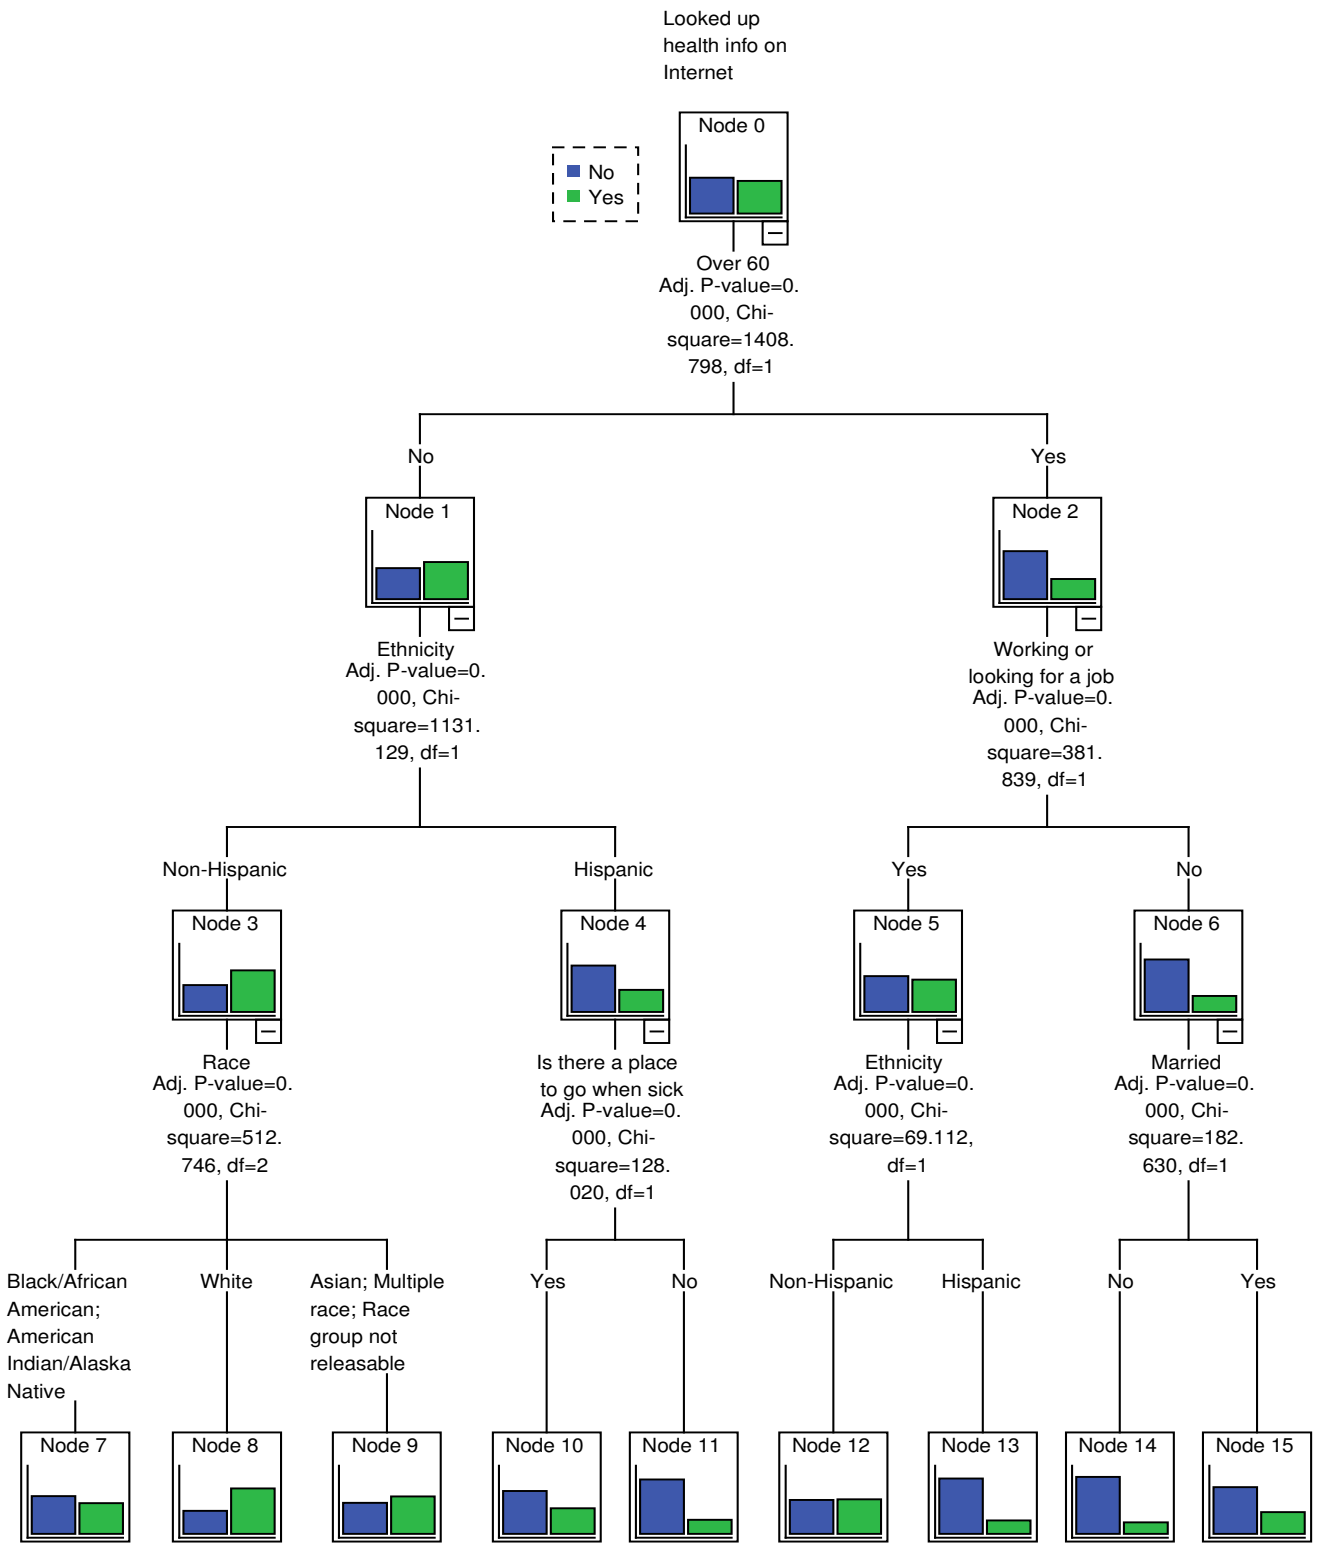 Looked up
health info on
Internet
Node 0
No
Yes
Over 60
Adj. P-value=0.
000, Chi-
square=1408.
798, df=1
No
Yes
Node 1
Node 2
Ethnicity
Adj. P-value=0.
000, Chi-
square=1131.
129, df=1
Working or
looking for a job
Adj. P-value=0.
000, Chi-
square=381.
839, df=1
Non-Hispanic
Hispanic
Yes
No
Node 3
Node 4
Node 5
Node 6
Race
Adj. P-value=0.
000, Chi-
square=512.
746, df=2
Is there a place
to go when sick
Adj. P-value=0.
000, Chi-
square=128.
020, df=1
Ethnicity
Adj. P-value=0.
000, Chi-
square=69.112,
df=1
Married
Adj. P-value=0.
000, Chi-
square=182.
630, df=1
Black/African
American;
American
Indian/Alaska
Native
White
Asian; Multiple
race; Race
group not
releasable
Yes
No
Non-Hispanic
Hispanic
No
Yes
Node 7
Node 8
Node 9
Node 10
Node 11
Node 12
Node 13
Node 14
Node 15